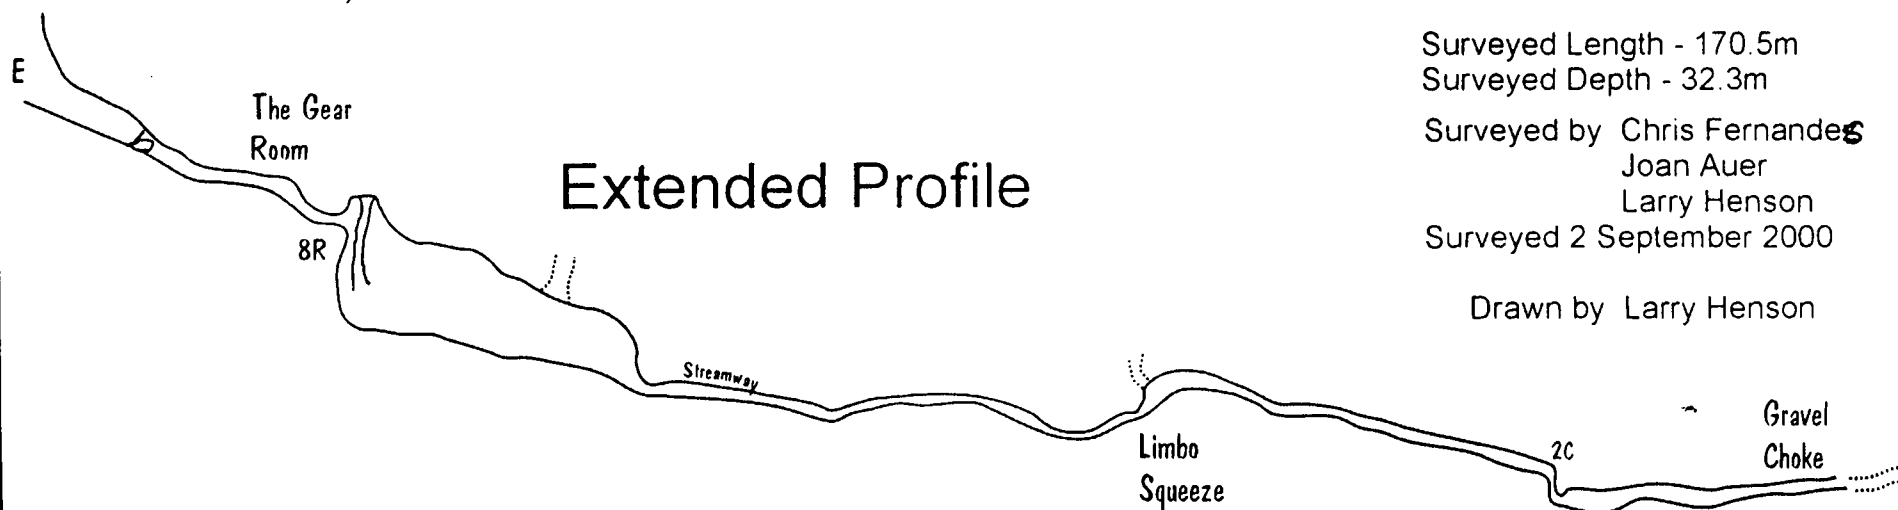 E
The Gear
Room
8R
Extended Profile
Streamway
Limbo
Squeeze
2C
Gravel
Choke
Surveyed Length - 170.5m
Surveyed Depth - 32.3m
Surveyed by Chris Fernandes
Joan Auer
Larry Henson
Surveyed 2 September 2000
Drawn by Larry Henson